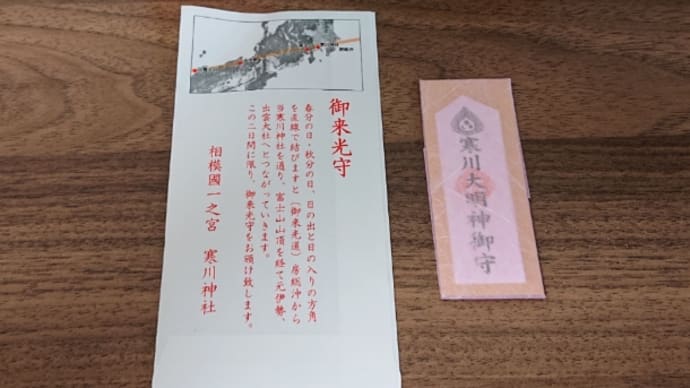 御来光守
春分の日・秋分の日、日の出と日の入りの方角
を直線で結びますと（御来光道）房総沖から
当寒川神社を通り、富士山山頂を経て元伊勢、
出雲大社へとつながっていきます。
この二日間に限り、御来光守をお頒け致します。
相模國一之宮 寒川神社
寒川大明神御守